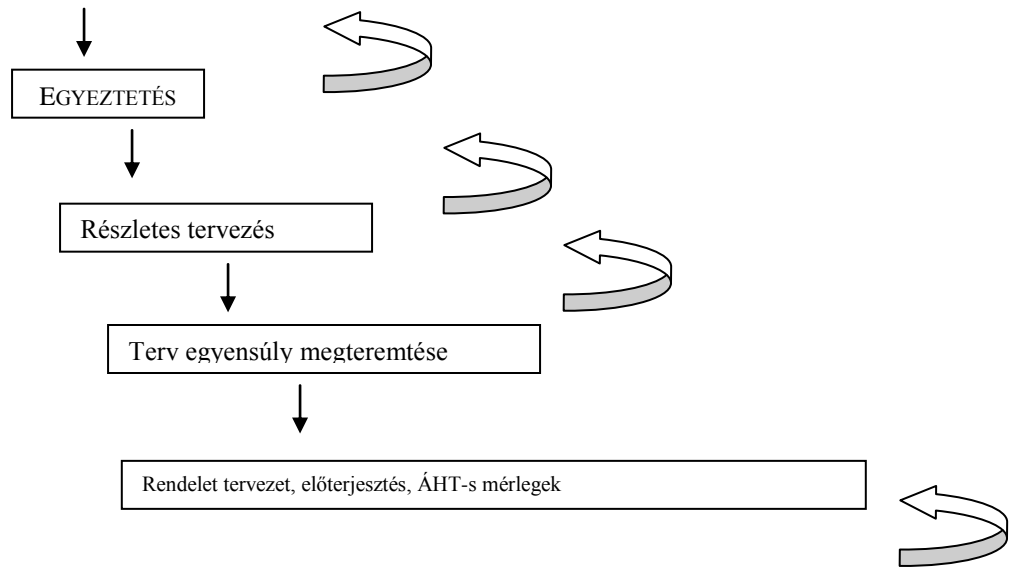 EGYEZTETÉS
Részletes tervezés
Terv egyensúly megteremtése
Rendelet tervezet, előterjesztés, ÁHT-s mérlegek